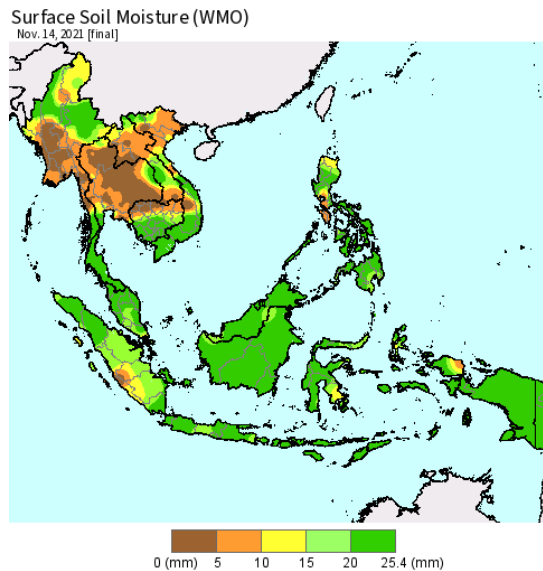 Surface Soil Moisture (WMO)
Nov. 14, 2021 [final]
0 (mm) 5 10 15 20 25.4 (mm)